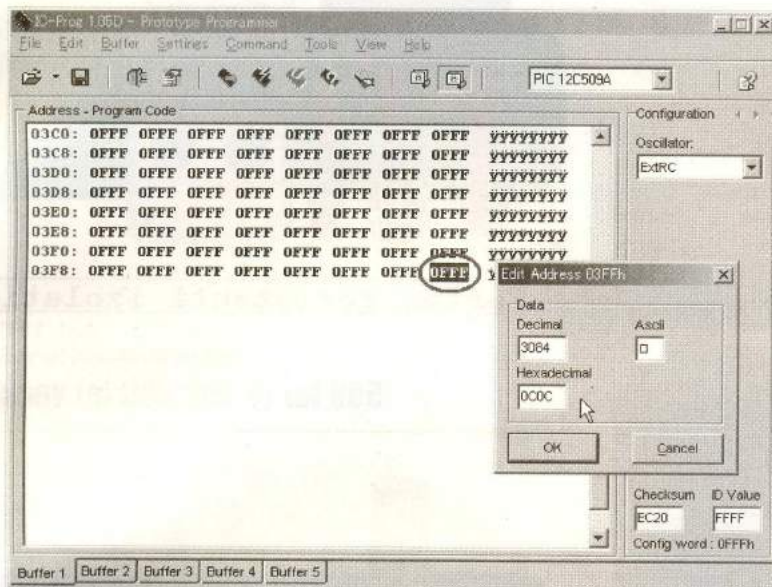 IC-Prog 1.05D - Prototype Programmer
File Edit Buffer Settings Command Tools View Help
PIC 12C509A
Address - Program Code
03C0: 0FFF 0FFF 0FFF 0FFF 0FFF 0FFF 0FFF 0FFF ÿÿÿÿÿÿÿÿ
03C8: 0FFF 0FFF 0FFF 0FFF 0FFF 0FFF 0FFF 0FFF ÿÿÿÿÿÿÿÿ
03D0: 0FFF 0FFF 0FFF 0FFF 0FFF 0FFF 0FFF 0FFF ÿÿÿÿÿÿÿÿ
03D8: 0FFF 0FFF 0FFF 0FFF 0FFF 0FFF 0FFF 0FFF ÿÿÿÿÿÿÿÿ
03E0: 0FFF 0FFF 0FFF 0FFF 0FFF 0FFF 0FFF 0FFF ÿÿÿÿÿÿÿÿ
03E8: 0FFF 0FFF 0FFF 0FFF 0FFF 0FFF 0FFF 0FFF ÿÿÿÿÿÿÿÿ
03F0: 0FFF 0FFF 0FFF 0FFF 0FFF 0FFF 0FFF 0FFF ÿÿÿÿÿÿÿÿ
03F8: 0FFF 0FFF 0FFF 0FFF 0FFF 0FFF 0FFF 0FFF ÿ
Configuration
Oscillator:
ExtRC
Edit Address 03FFh
Data
Decimal Ascii
3084
Hexadecimal
0C0C
OK Cancel
Checksum ID Value
EC20 FFFF
Config word : 0FFFh
Buffer 1 Buffer 2 Buffer 3 Buffer 4 Buffer 5